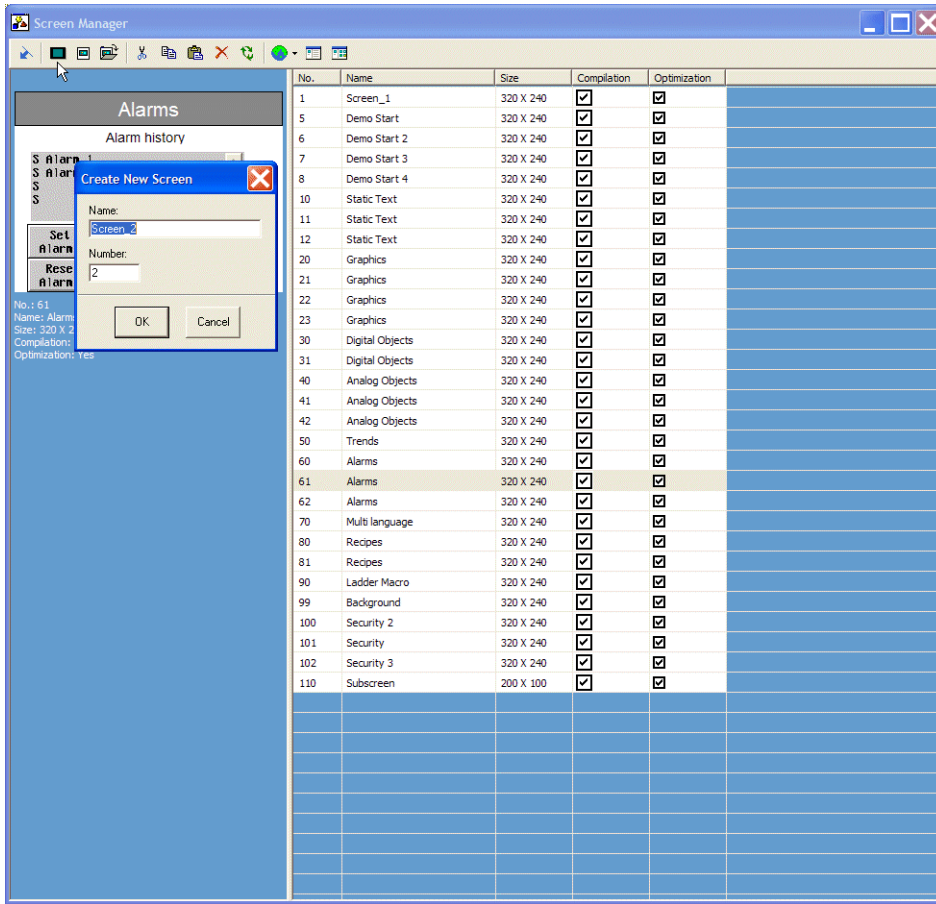 Screen Manager
No. Name Size Compilation Optimization
Alarms
Alarm history
S Alarm 1
S Alar
S
S
Set
Alarm
Rese
Alarm
No.: 61
Name: Alarm
Size: 320 X 2
Compilation:
Optimization: Yes
Create New Screen
Name:
Screen_2
Number:
2
OK Cancel
1 Screen_1 320 X 240
5 Demo Start 320 X 240
6 Demo Start 2 320 X 240
7 Demo Start 3 320 X 240
8 Demo Start 4 320 X 240
10 Static Text 320 X 240
11 Static Text 320 X 240
12 Static Text 320 X 240
20 Graphics 320 X 240
21 Graphics 320 X 240
22 Graphics 320 X 240
23 Graphics 320 X 240
30 Digital Objects 320 X 240
31 Digital Objects 320 X 240
40 Analog Objects 320 X 240
41 Analog Objects 320 X 240
42 Analog Objects 320 X 240
50 Trends 320 X 240
60 Alarms 320 X 240
61 Alarms 320 X 240
62 Alarms 320 X 240
70 Multi language 320 X 240
80 Recipes 320 X 240
81 Recipes 320 X 240
90 Ladder Macro 320 X 240
99 Background 320 X 240
100 Security 2 320 X 240
101 Security 320 X 240
102 Security 3 320 X 240
110 Subscreen 200 X 100